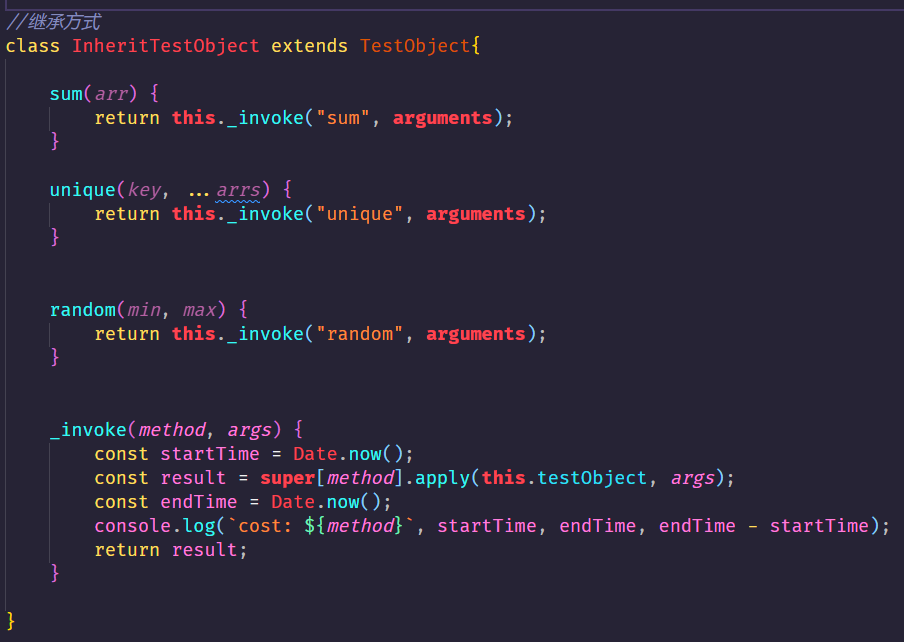 //继承方式
class InheritTestObject extends TestObject{
sum(arr) {
return this._invoke("sum", arguments);
}
unique(key, ...arrs) {
return this._invoke("unique", arguments);
}
random(min, max) {
return this._invoke("random", arguments);
}
_invoke(method, args) {
const startTime = Date.now();
const result = super[method].apply(this.testObject, args);
const endTime = Date.now();
console.log(`cost: ${method}`, startTime, endTime, endTime - startTime);
return result;
}
}